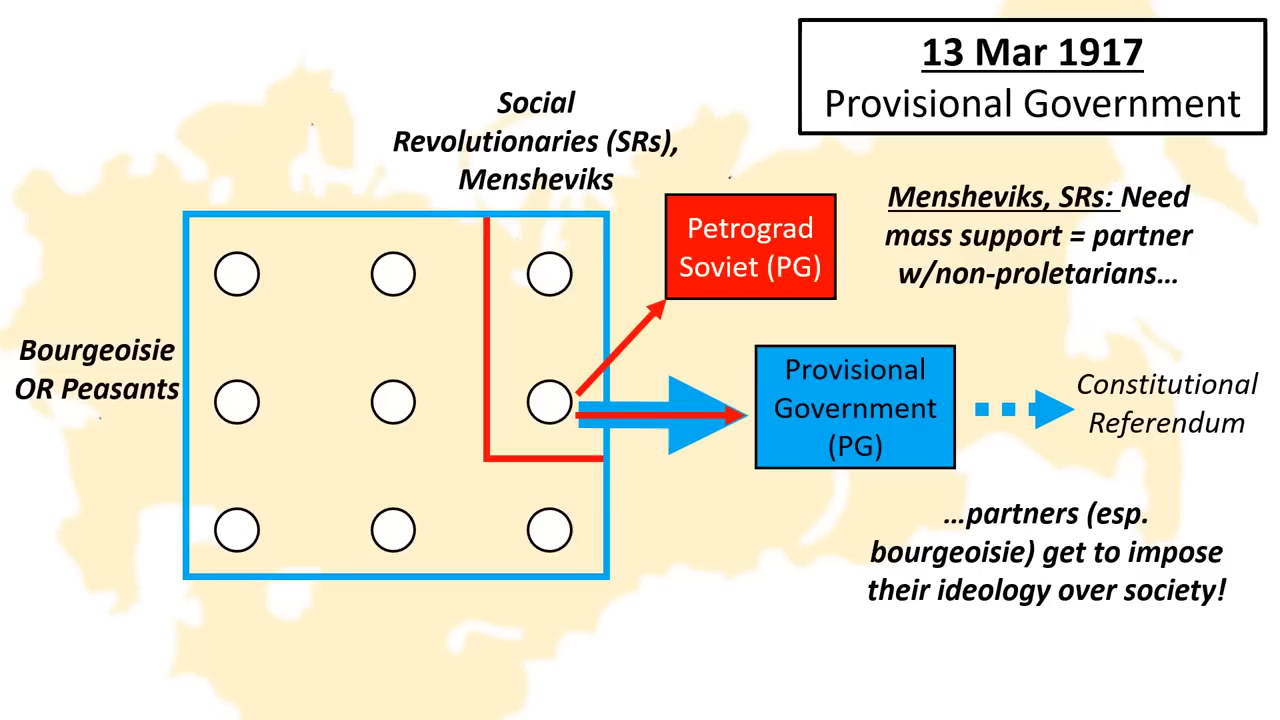 13 Mar 1917
Provisional Government
Social
Revolutionaries (SRs),
Mensheviks
Petrograd
Soviet (PG)
Mensheviks, SRs: Need
mass support = partner
w/non-proletarians…
Bourgeoisie
OR Peasants
Provisional
Government
(PG)
Constitutional
Referendum
…partners (esp.
bourgeoisie) get to impose
their ideology over society!